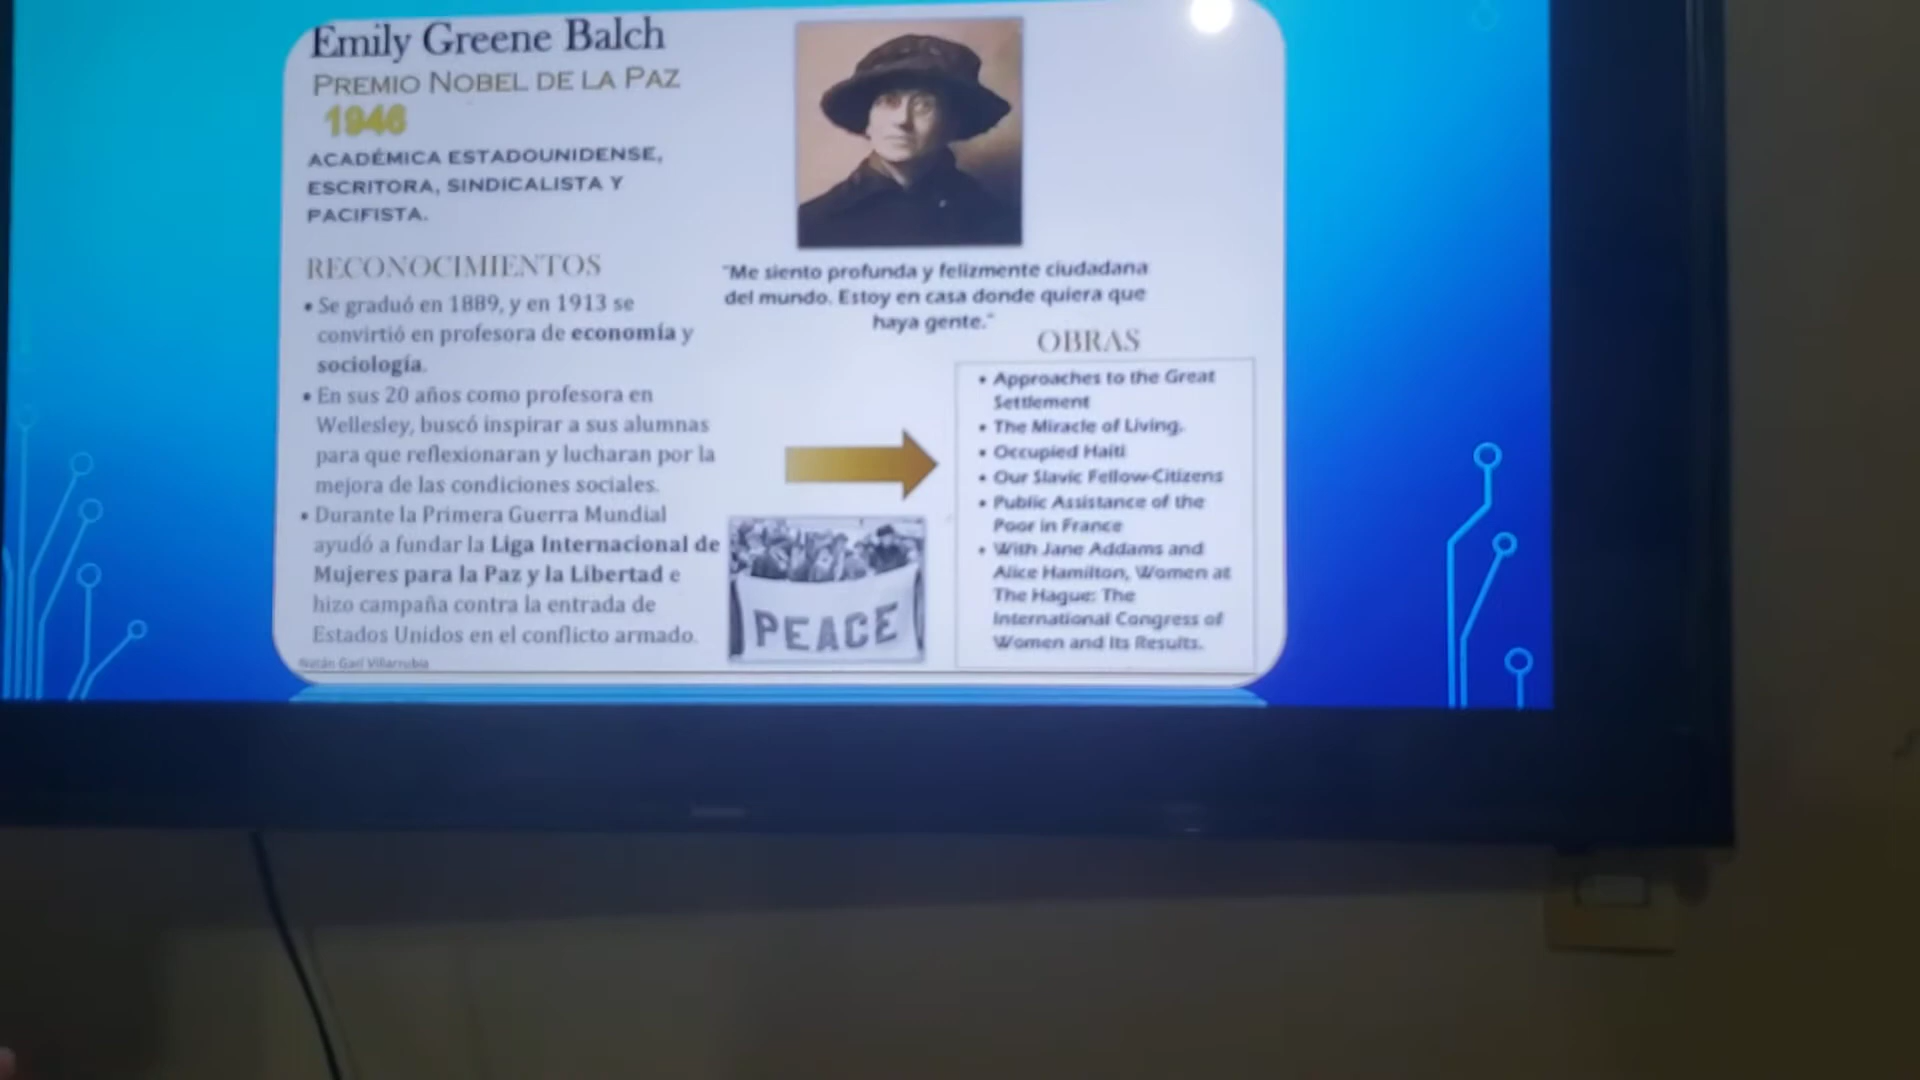 Emily Greene Balch
PREMIO NOBEL DE LA PAZ
1946
ACADÉMICA ESTADOUNIDENSE,
ESCRITORA, SINDICALISTA Y
PACIFISTA.
RECONOCIMIENTOS
• Se graduó en 1889, y en 1913 se
convirtió en profesora de economía y
sociología.
• En sus 20 años como profesora en
Wellesley, buscó inspirar a sus alumnas
para que reflexionaran y lucharan por la
mejora de las condiciones sociales.
• Durante la Primera Guerra Mundial
ayudó a fundar la Liga Internacional de
Mujeres para la Paz y la Libertad e
hizo campaña contra la entrada de
Estados Unidos en el conflicto armado.
Garí Villarrubia
"Me siento profunda y felizmente ciudadana
del mundo. Estoy en casa donde quiera que
haya gente."
PEACE
OBRAS
• Approaches to the Great
Settlement
• The Miracle of Living.
• Occupied Haiti
• Our Slavic Fellow-Citizens
• Public Assistance of the
Poor in France
• With Jane Addams and
Alice Hamilton, Women at
The Hague: The
International Congress of
Women and Its Results.